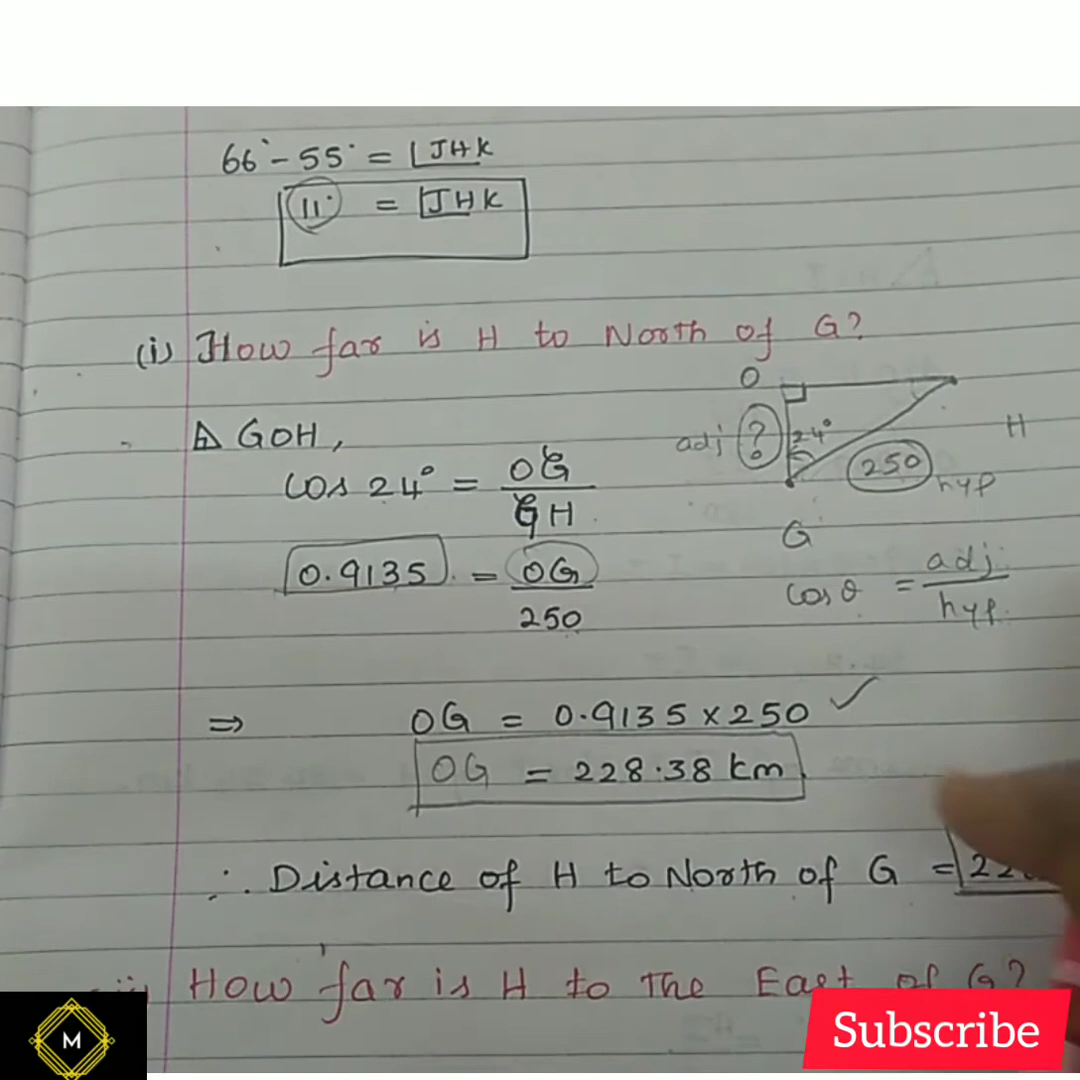 66° - 55° = ∠JHK
11° = ∠JHK
(i) How far is H to North of G?
△ GOH,
cos 24° = OG / GH
0.9135 = OG / 250
O
adj ? 24° 250 hyp H
G
cos θ = adj. / hyp.
⇒ OG = 0.9135 × 250 ✓
OG = 228.38 km
∴ Distance of H to North of G =
How far is H to The East of G?
M
Subscribe